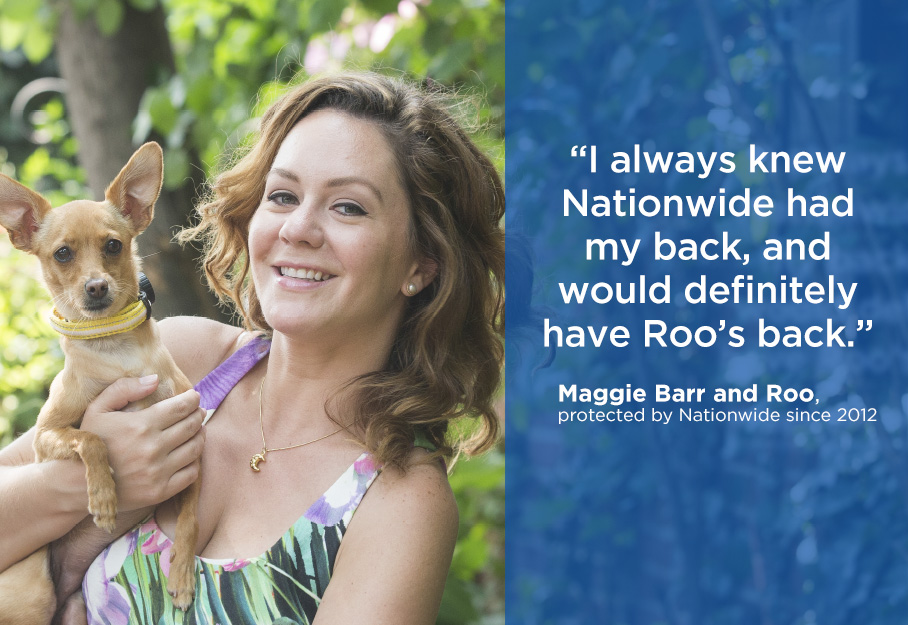 “I always knew
Nationwide had
my back, and
would definitely
have Roo’s back.”
Maggie Barr and Roo,
protected by Nationwide since 2012